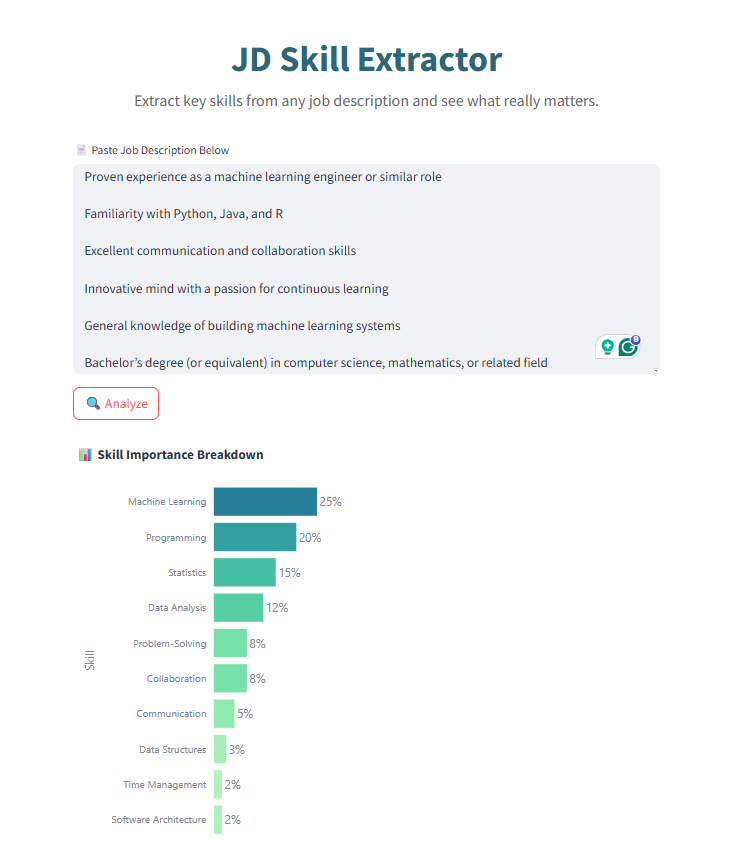 JD Skill Extractor
Extract key skills from any job description and see what really matters.
Paste Job Description Below
Proven experience as a machine learning engineer or similar role
Familiarity with Python, Java, and R
Excellent communication and collaboration skills
Innovative mind with a passion for continuous learning
General knowledge of building machine learning systems
9
Bachelor’s degree (or equivalent) in computer science, mathematics, or related field
Analyze
Skill Importance Breakdown
Machine Learning 25%
Programming 20%
Statistics 15%
Data Analysis 12%
Problem-Solving 8%
Skill
Collaboration 8%
Communication 5%
Data Structures 3%
Time Management 2%
Software Architecture 2%